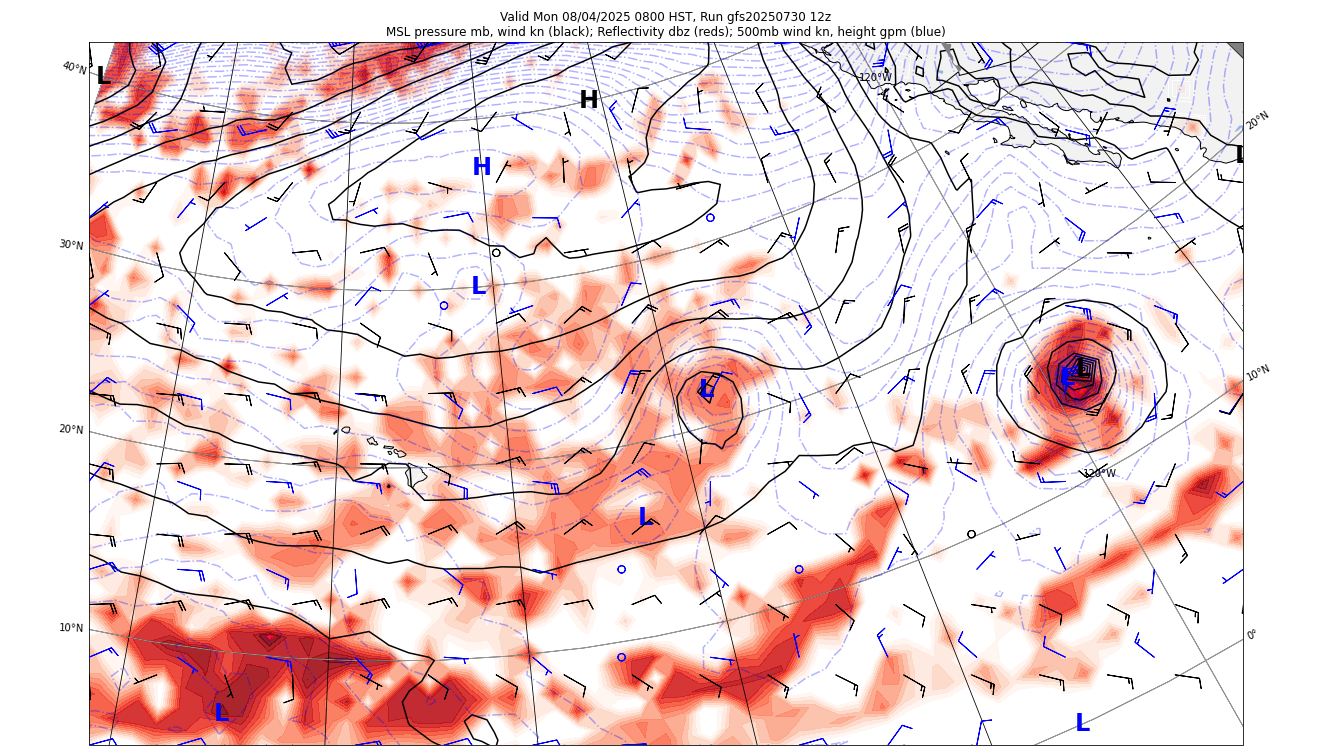 Valid Mon 08/04/2025 0800 HST, Run gfs20250730 12z
MSL pressure mb, wind kn (black); Reflectivity dbz (reds); 500mb wind kn, height gpm (blue)
40°N
L
H
120°W
20°N
L
H
30°N
L
L
L
L
10°N
20°N
120°W
L
10°N
0°
L
L